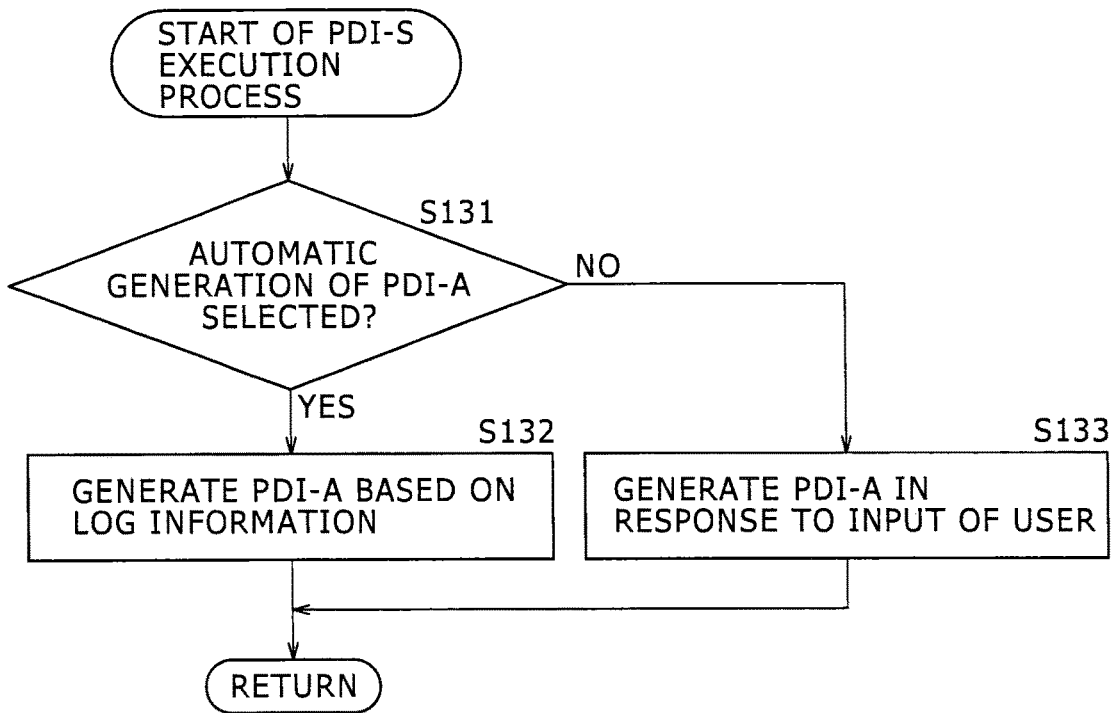 START OF PDI-S
EXECUTION
PROCESS
S131
AUTOMATIC
GENERATION OF PDI-A
SELECTED?
NO
YES
S132
GENERATE PDI-A BASED ON
LOG INFORMATION
S133
GENERATE PDI-A IN
RESPONSE TO INPUT OF USER
RETURN